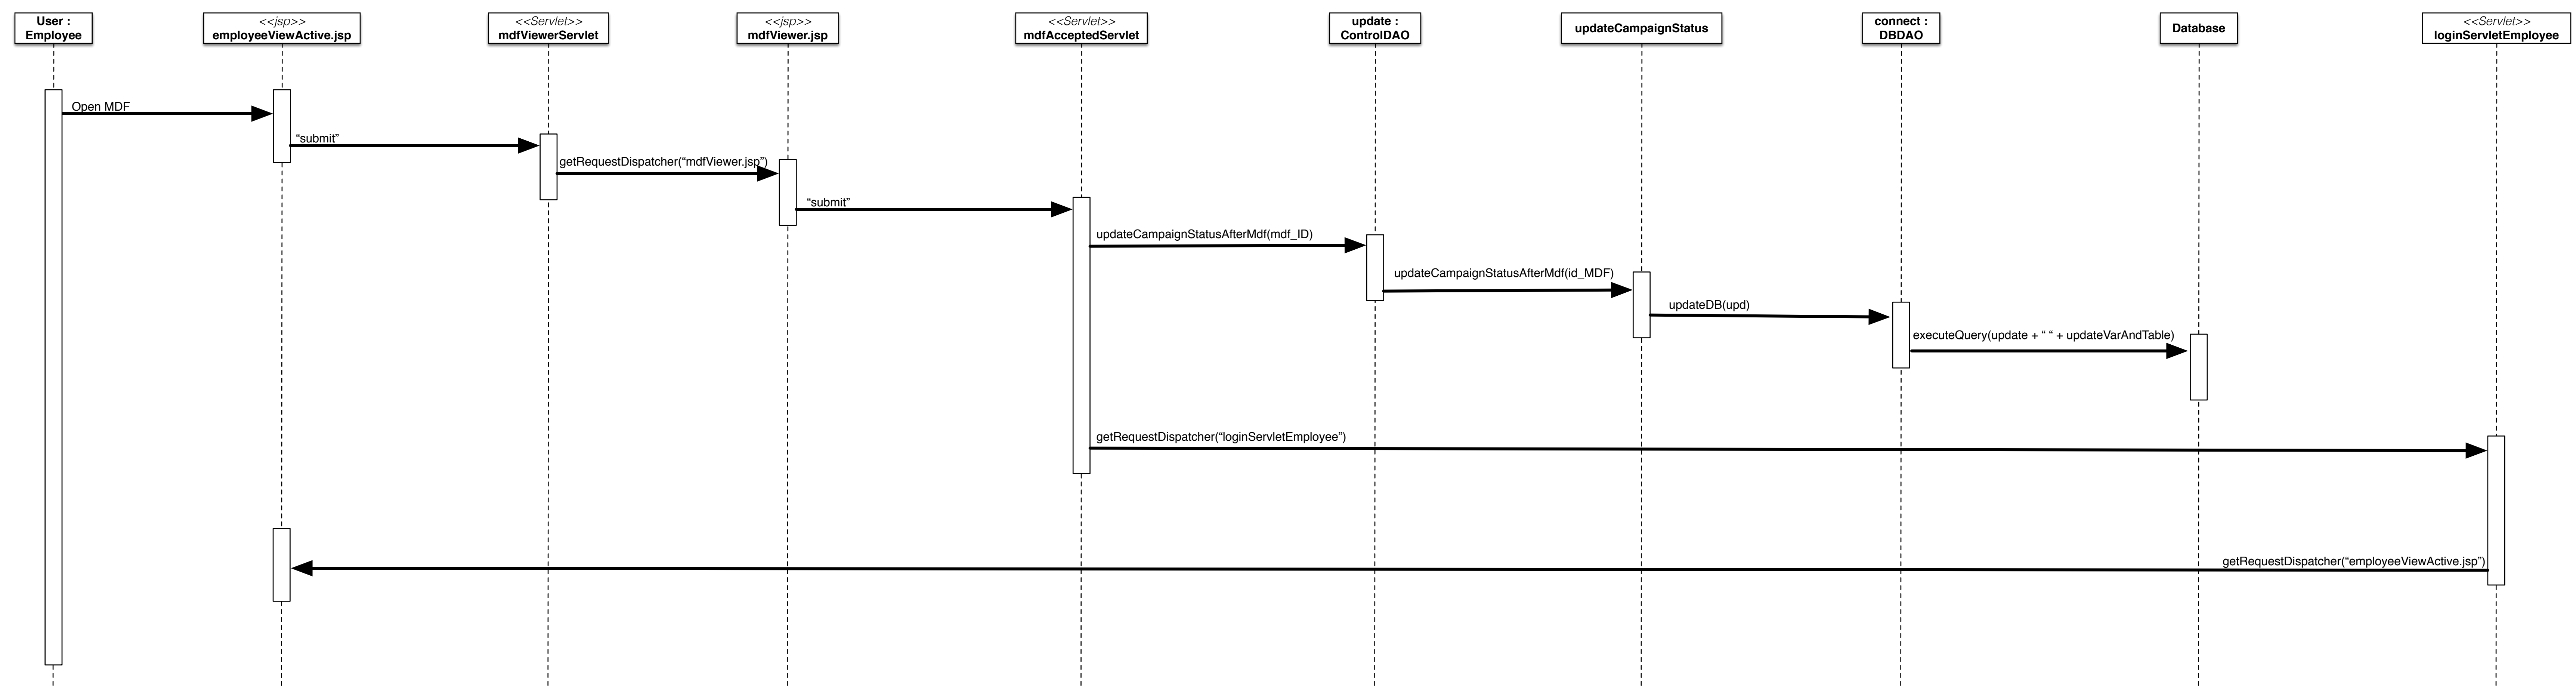 User :
Employee
<<jsp>>
employeeViewActive.jsp
<<Servlet>>
mdfViewerServlet
<<jsp>>
mdfViewer.jsp
<<Servlet>>
mdfAcceptedServlet
update :
ControlDAO
updateCampaignStatus
connect :
DBDAO
Database
<<Servlet>>
loginServletEmployee
Open MDF
“submit”
getRequestDispatcher(“mdfViewer.jsp”)
“submit”
updateCampaignStatusAfterMdf(mdf_ID)
updateCampaignStatusAfterMdf(id_MDF)
updateDB(upd)
executeQuery(update + “ “ + updateVarAndTable)
getRequestDispatcher(“loginServletEmployee”)
getRequestDispatcher(“employeeViewActive.jsp”)